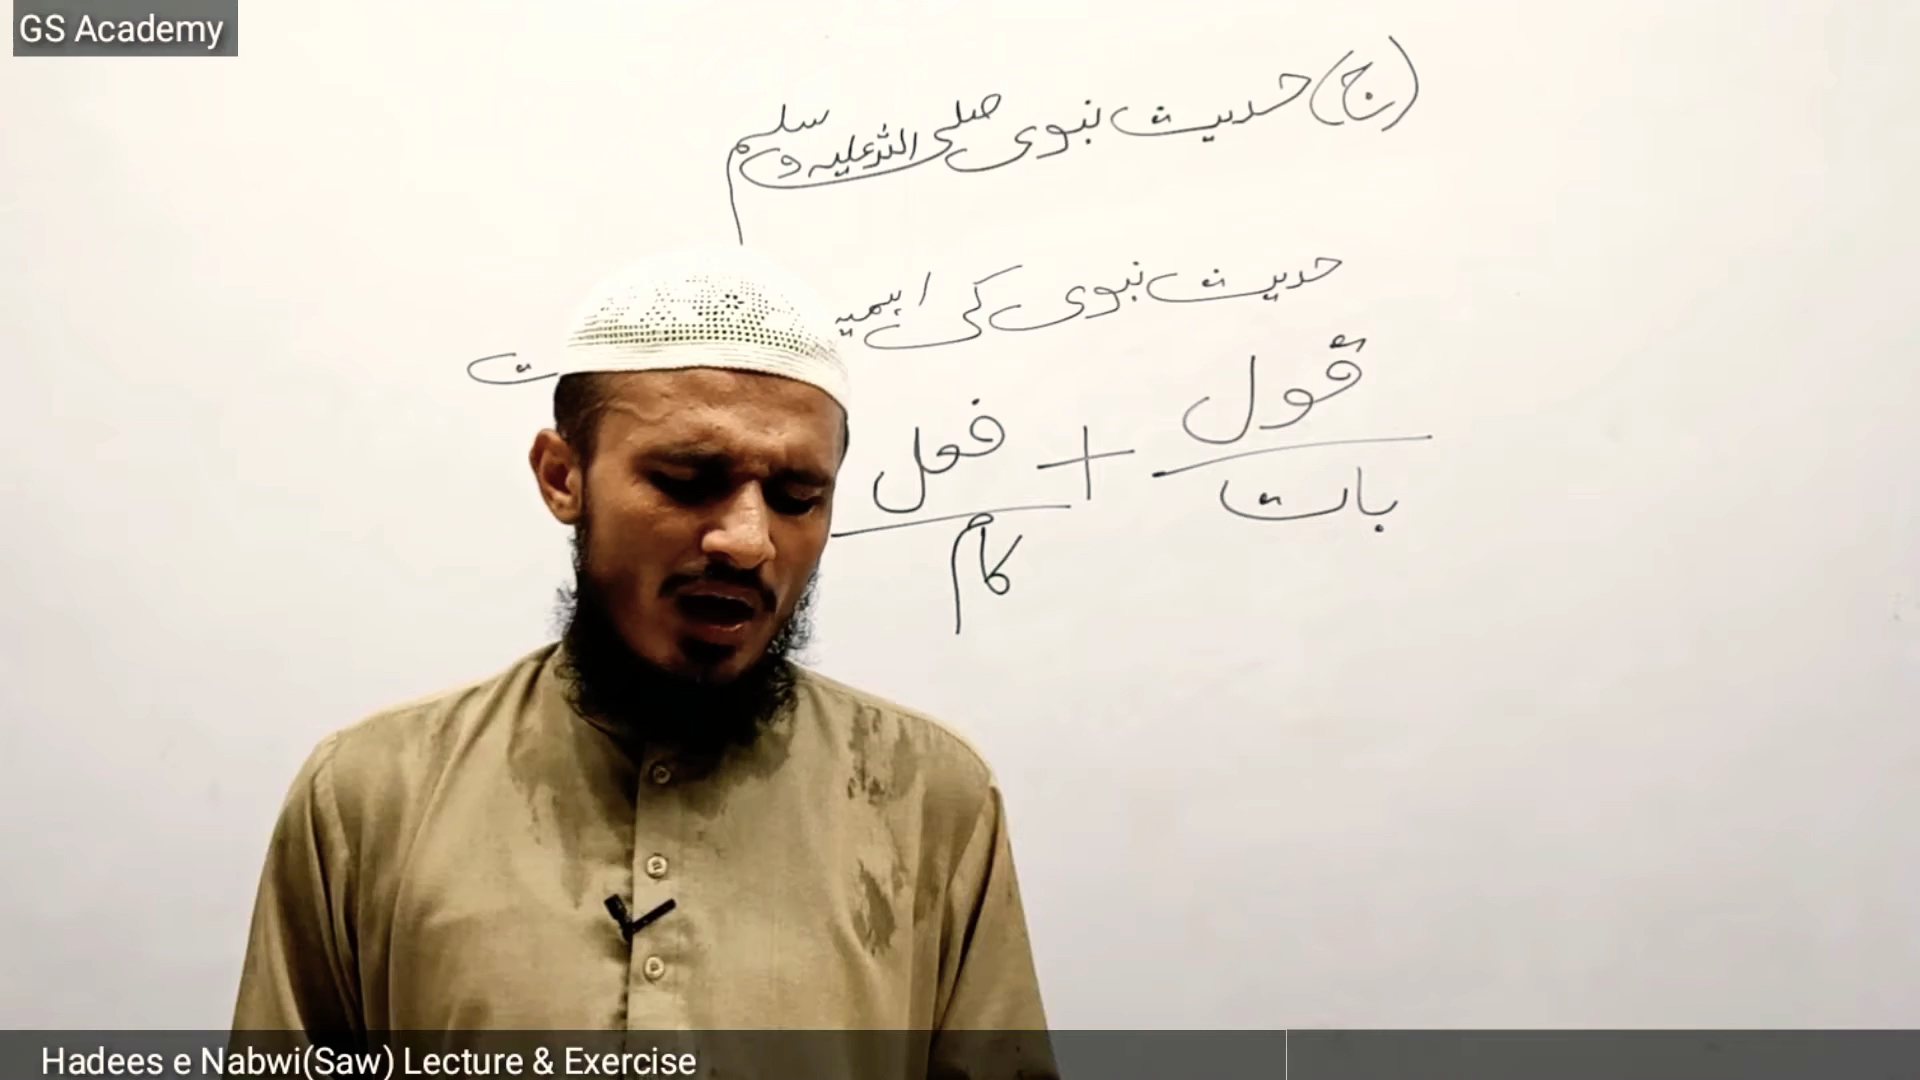 GS Academy
(ج) حدیث نبوی صلی اللہ علیہ وسلم
حدیث نبوی کی اہمیت
قول + فعل
بات کام
Hadees e Nabwi(Saw) Lecture & Exercise